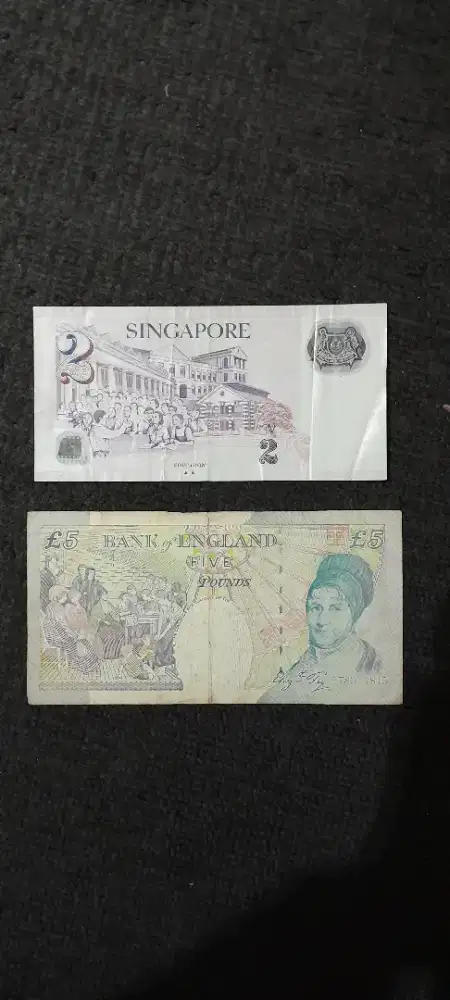 SINGAPORE
2
2
EDUCATION
£5 BANK of ENGLAND £5
FIVE
POUNDS